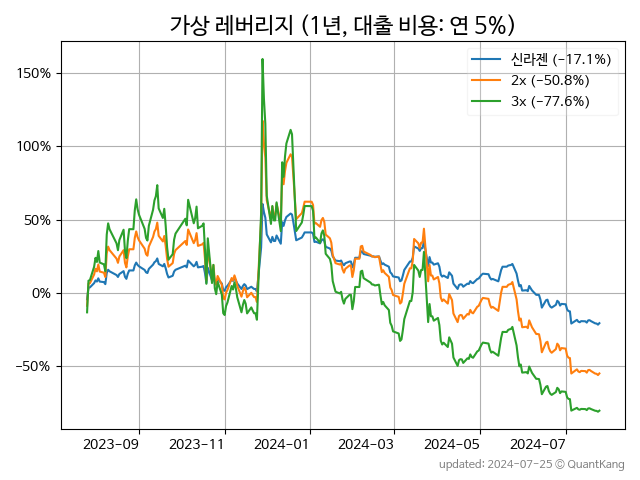 가상 레버리지 (1년, 대출 비용: 연 5%)
신라젠 (−17.1%)
2x (−50.8%)
3x (−77.6%)
150%
100%
50%
0%
−50%
2023−09 2023−11 2024−01 2024−03 2024−05 2024−07
updated: 2024-07-25 © QuantKang